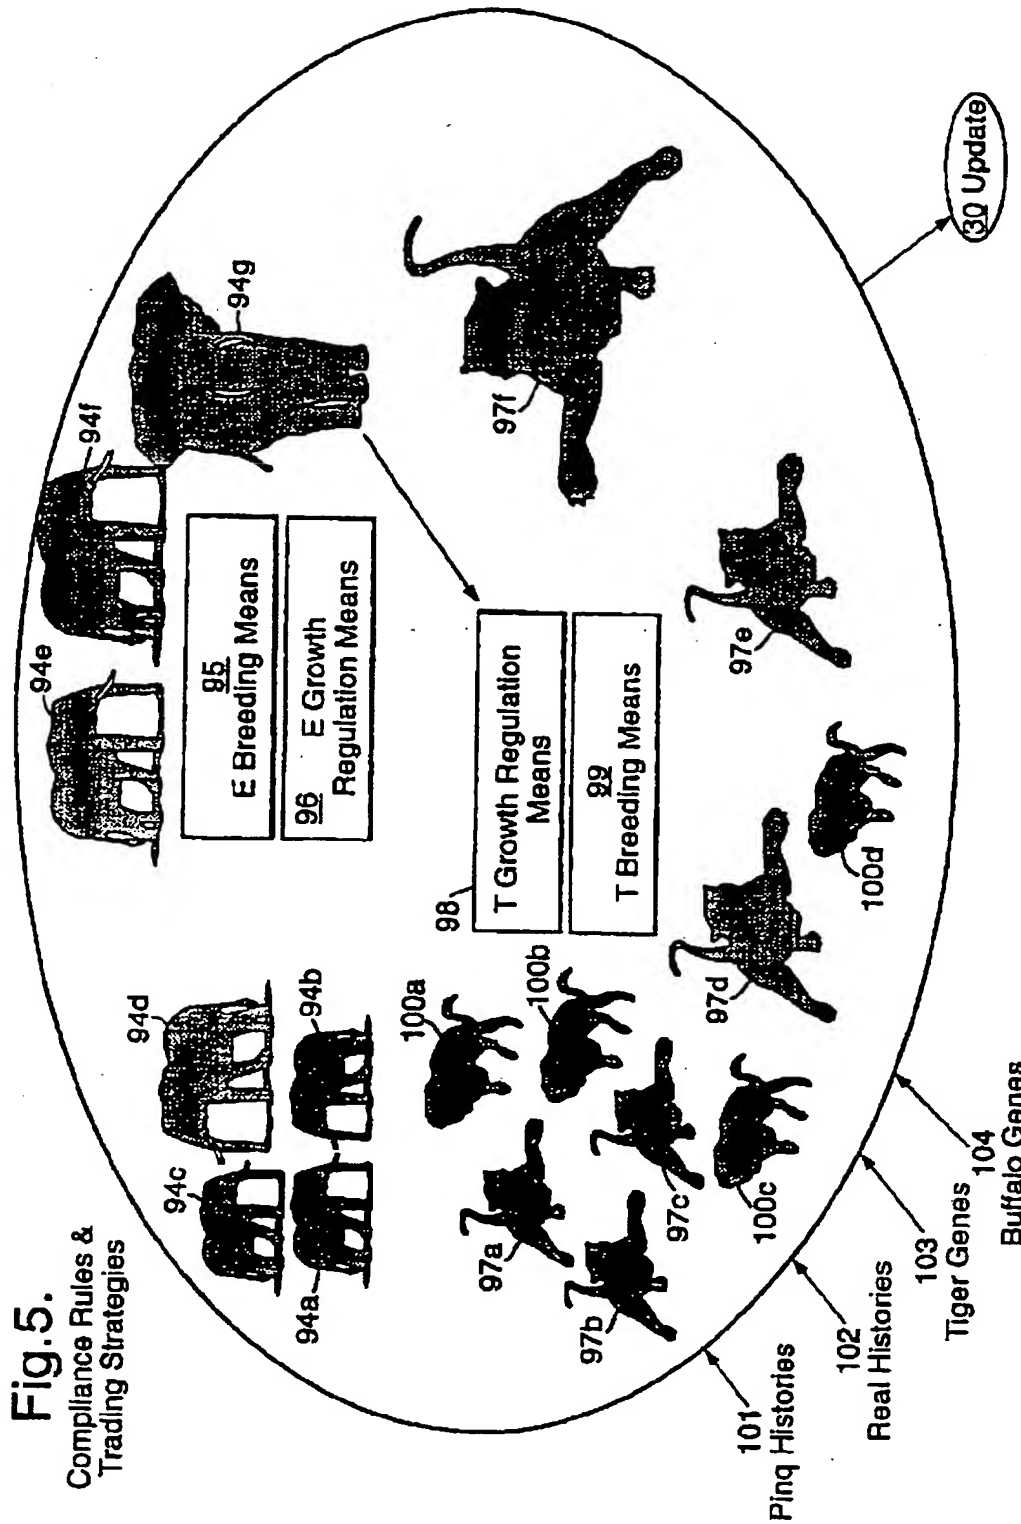 Fig.5.
Compliance Rules &
Trading Strategies
94a
94b
94c
94d
94e
94f
94g
95
E Breeding Means
96 E Growth
Regulation Means
98
T Growth Regulation
Means
99
T Breeding Means
97a
97b
97c
97d
97e
97f
100a
100b
100c
100d
101
Pinq Histories
102
Real Histories
103
Tiger Genes
104
Buffalo Genes
30 Update